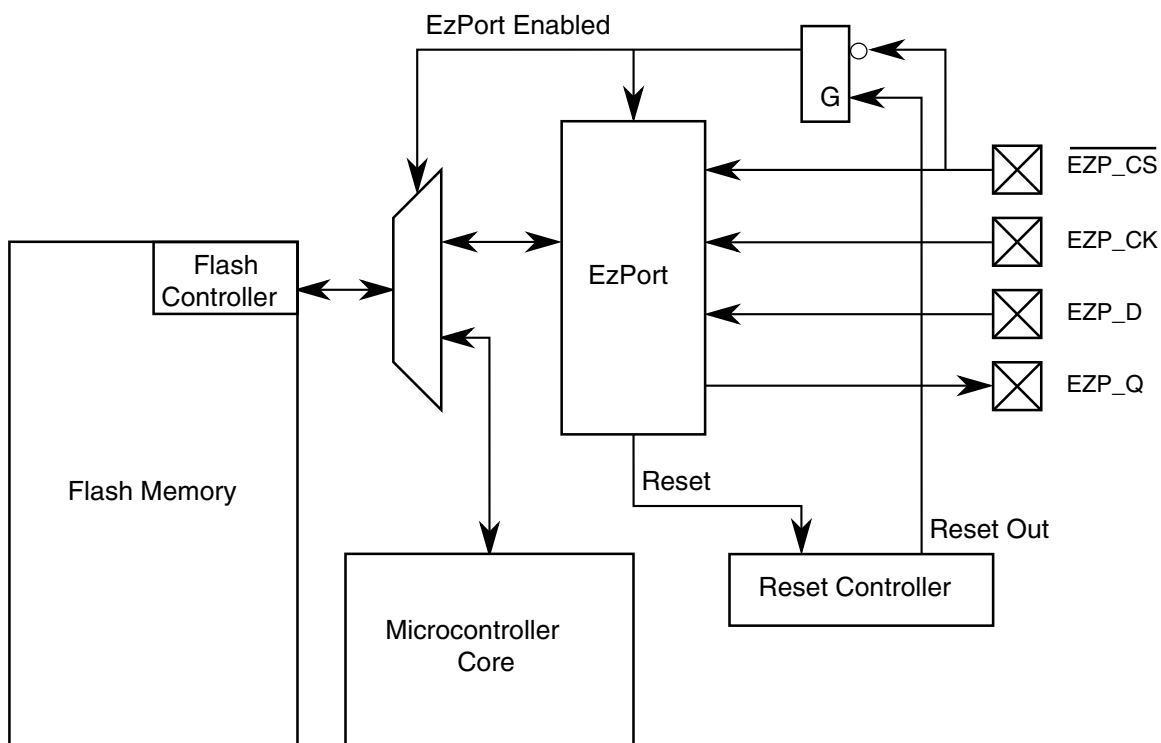 EzPort Enabled
G
EZP_CS
EZP_CK
Flash
Controller
EzPort
EZP_D
EZP_Q
Flash Memory
Reset
Reset Out
Reset Controller
Microcontroller
Core